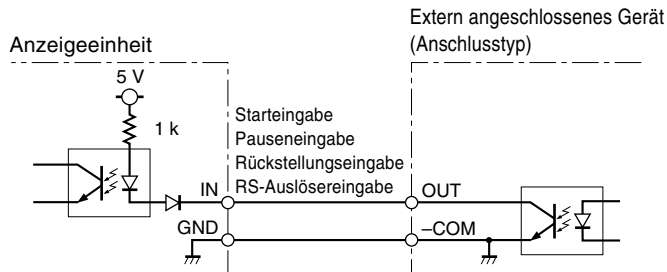 Anzeigeeinheit
Extern angeschlossenes Gerät
(Anschlusstyp)
5 V
1 k
Starteingabe
Pauseneingabe
Rückstellungseingabe
RS-Auslösereingabe
IN
OUT
GND
–COM